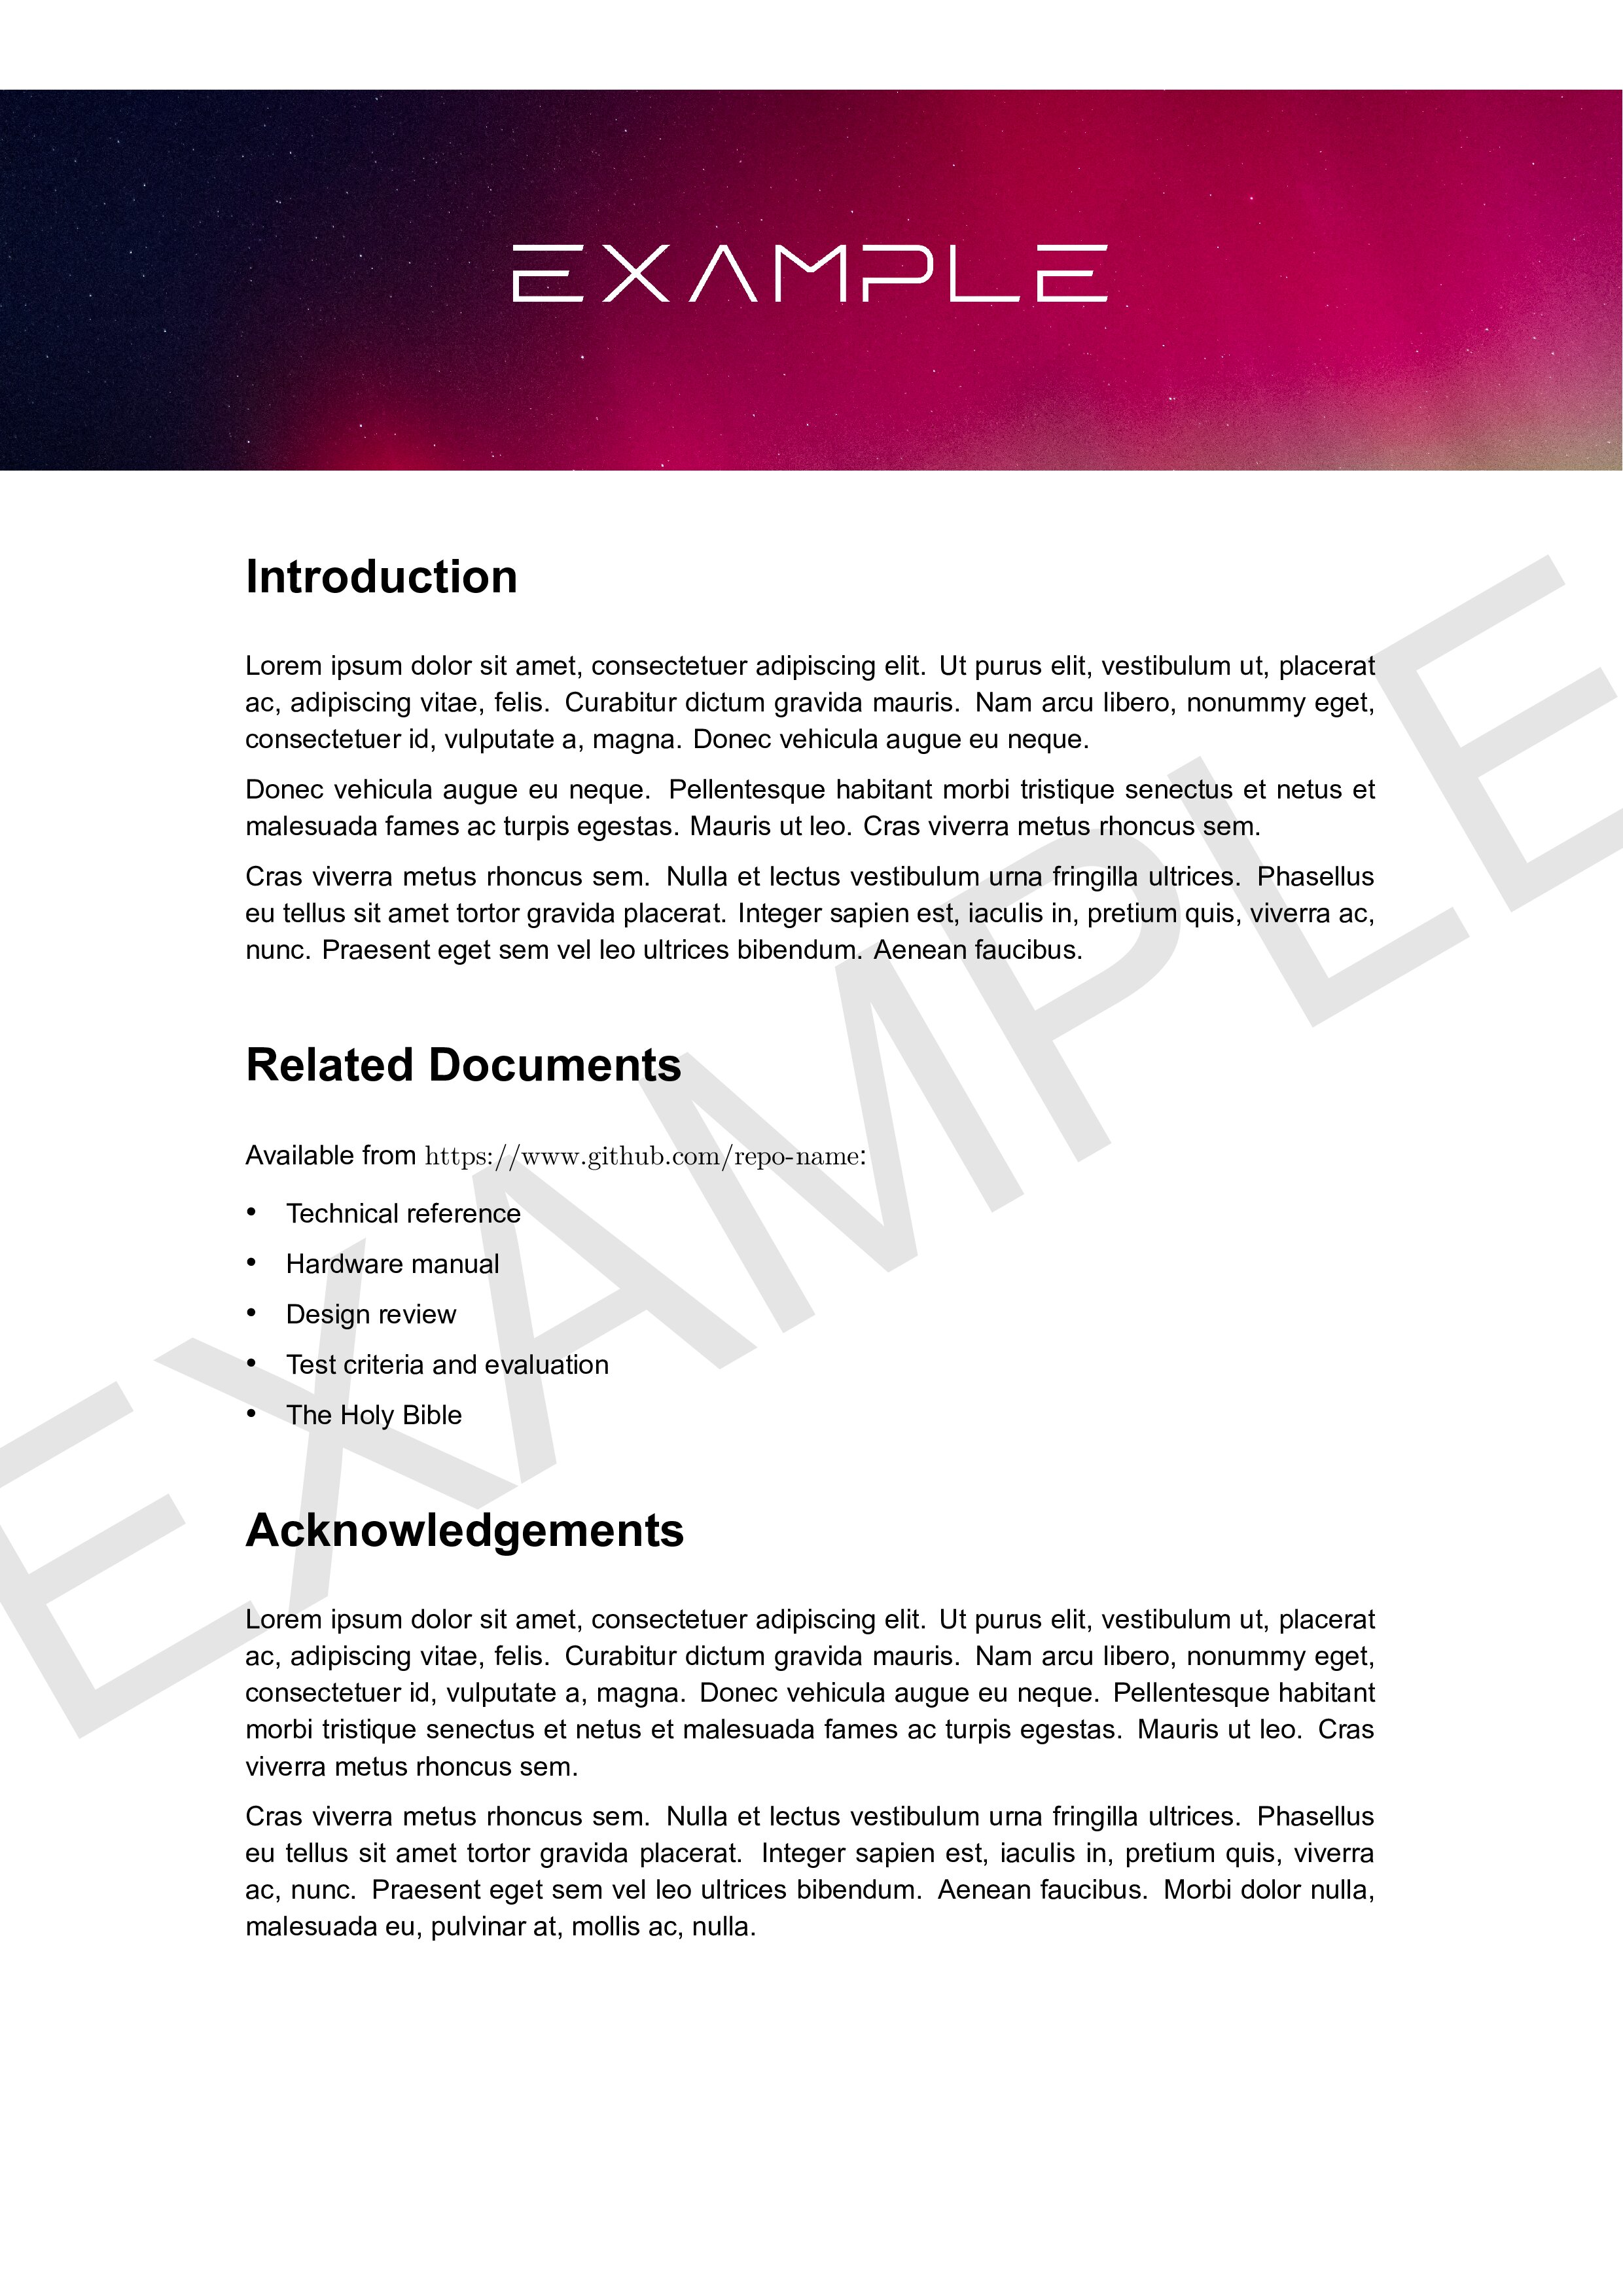 EXAMPLE
Introduction
Lorem ipsum dolor sit amet, consectetuer adipiscing elit. Ut purus elit, vestibulum ut, placerat
ac, adipiscing vitae, felis. Curabitur dictum gravida mauris. Nam arcu libero, nonummy eget,
consectetuer id, vulputate a, magna. Donec vehicula augue eu neque.
Donec vehicula augue eu neque. Pellentesque habitant morbi tristique senectus et netus et
malesuada fames ac turpis egestas. Mauris ut leo. Cras viverra metus rhoncus sem.
Cras viverra metus rhoncus sem. Nulla et lectus vestibulum urna fringilla ultrices. Phasellus
eu tellus sit amet tortor gravida placerat. Integer sapien est, iaculis in, pretium quis, viverra ac,
nunc. Praesent eget sem vel leo ultrices bibendum. Aenean faucibus.
Related Documents
Available from https://www.github.com/repo-name:
• Technical reference
• Hardware manual
• Design review
• Test criteria and evaluation
• The Holy Bible
Acknowledgements
Lorem ipsum dolor sit amet, consectetuer adipiscing elit. Ut purus elit, vestibulum ut, placerat
ac, adipiscing vitae, felis. Curabitur dictum gravida mauris. Nam arcu libero, nonummy eget,
consectetuer id, vulputate a, magna. Donec vehicula augue eu neque. Pellentesque habitant
morbi tristique senectus et netus et malesuada fames ac turpis egestas. Mauris ut leo. Cras
viverra metus rhoncus sem.
Cras viverra metus rhoncus sem. Nulla et lectus vestibulum urna fringilla ultrices. Phasellus
eu tellus sit amet tortor gravida placerat. Integer sapien est, iaculis in, pretium quis, viverra
ac, nunc. Praesent eget sem vel leo ultrices bibendum. Aenean faucibus. Morbi dolor nulla,
malesuada eu, pulvinar at, mollis ac, nulla.
EXAMPLE